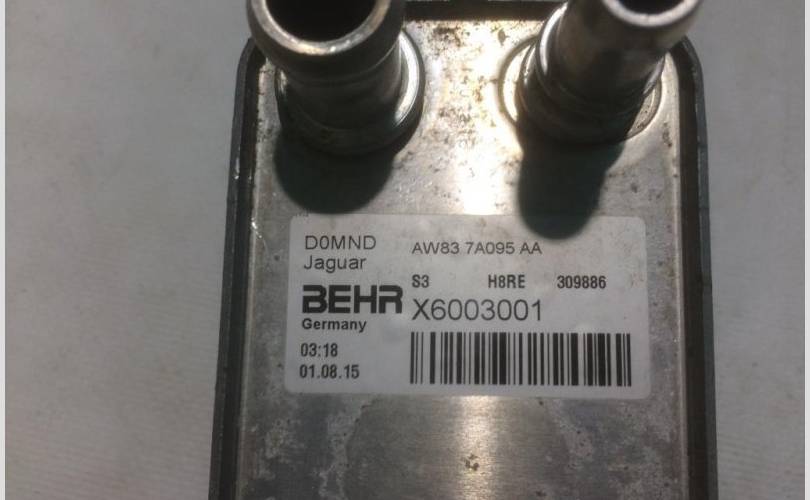 D0MND AW83 7A095 AA
Jaguar
S3 H8RE 309886
BEHR X6003001
Germany
03:18
01.08.15